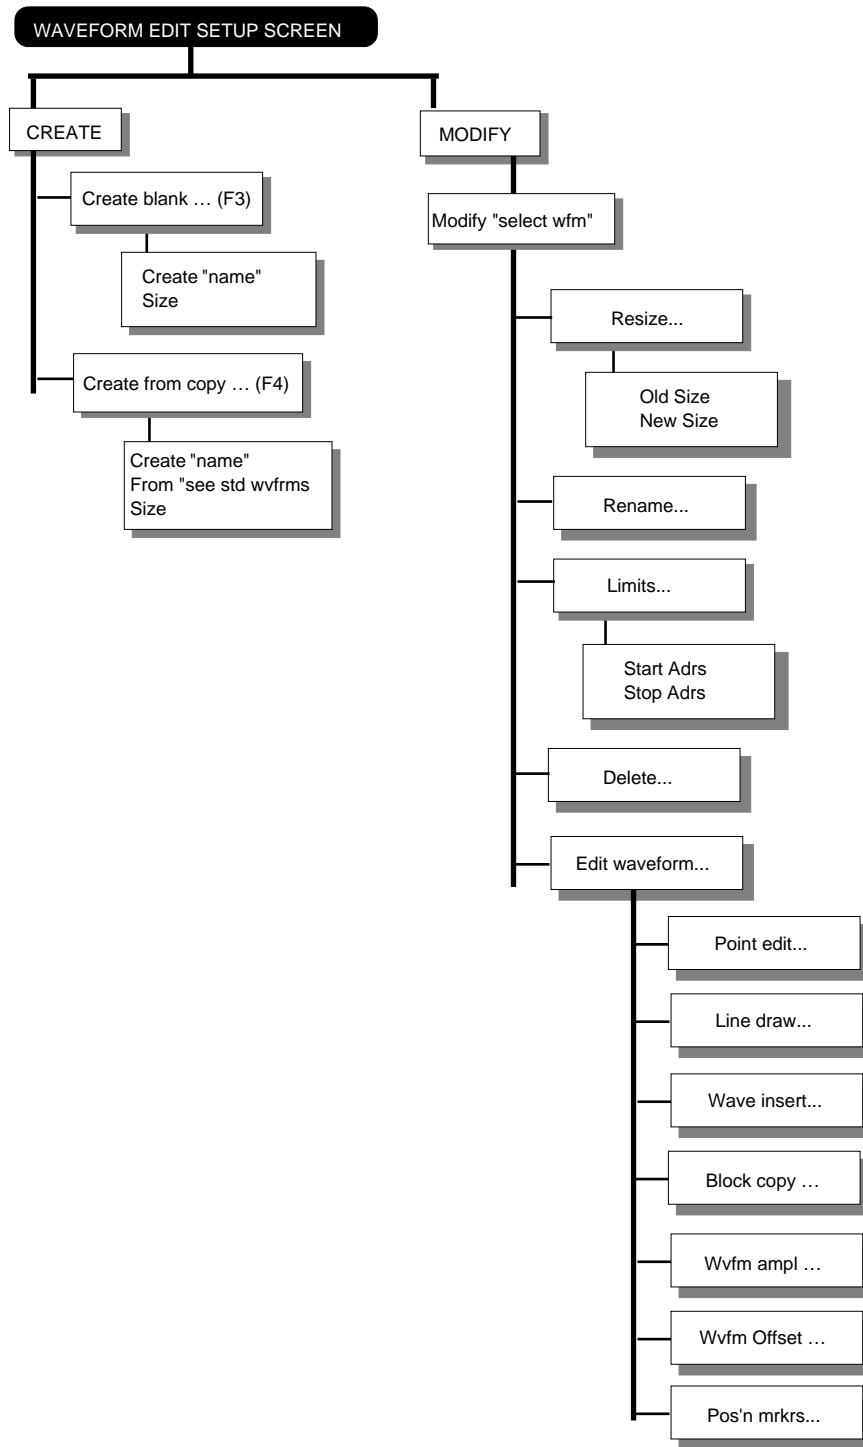 WAVEFORM EDIT SETUP SCREEN
CREATE
Create blank … (F3)
Create "name"
Size
Create from copy … (F4)
Create "name"
From "see std wvfrms
Size
MODIFY
Modify "select wfm"
Resize...
Old Size
New Size
Rename...
Limits...
Start Adrs
Stop Adrs
Delete...
Edit waveform...
Point edit...
Line draw...
Wave insert...
Block copy …
Wvfm ampl …
Wvfm Offset …
Pos'n mrkrs...